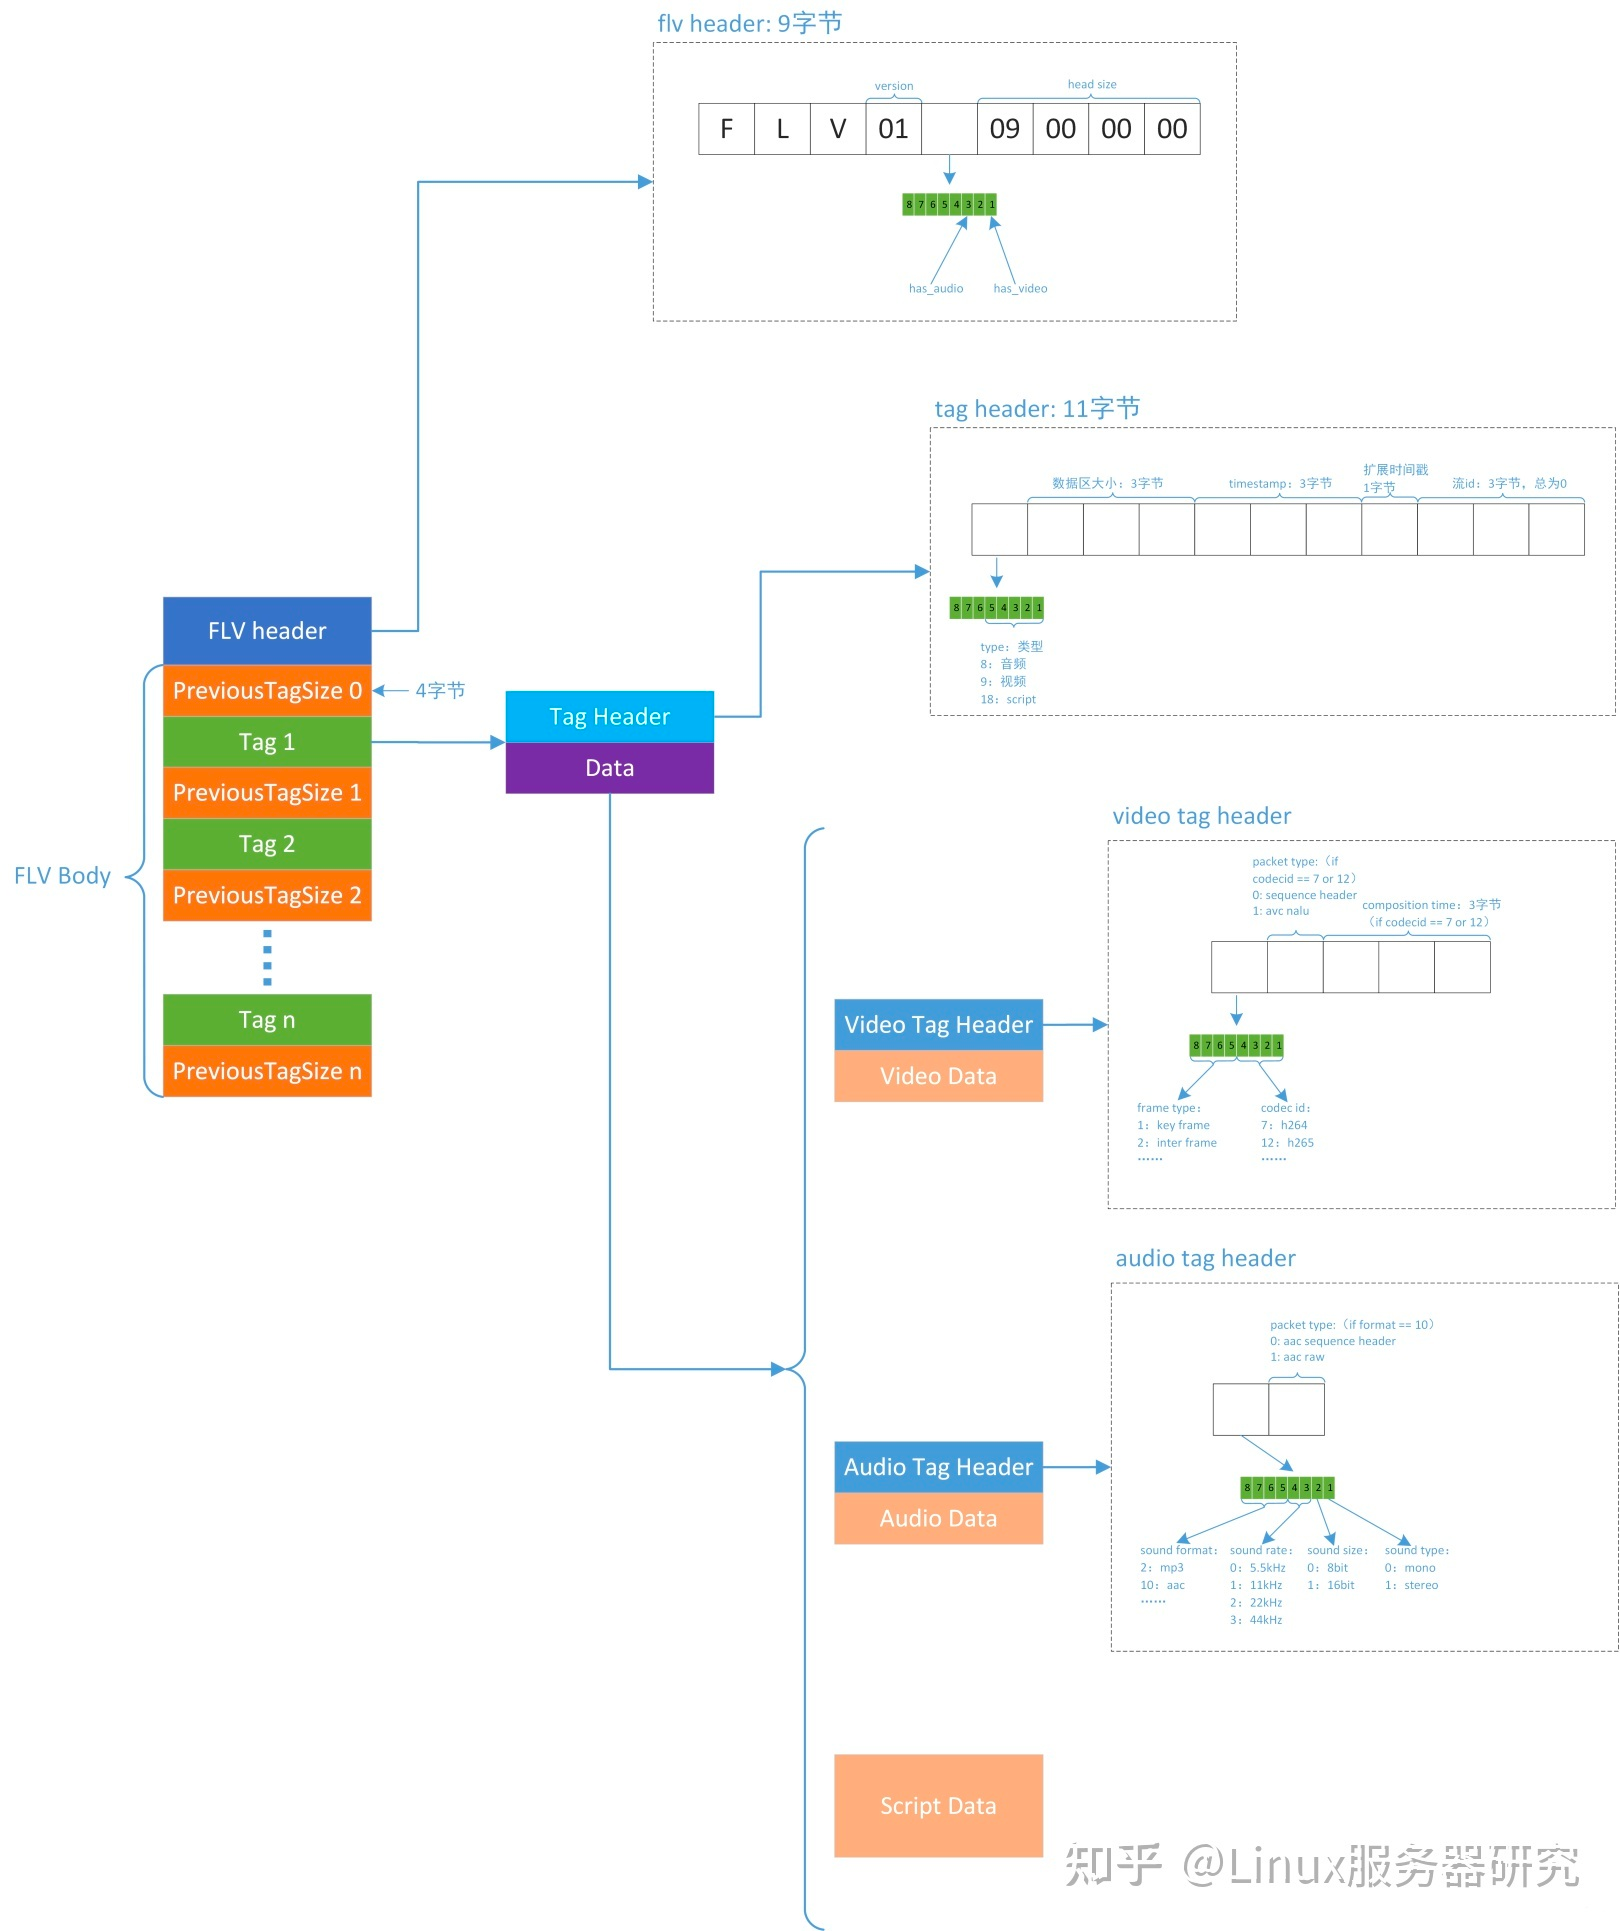 flv header: 9字节
version
head size
F L V 01 09 00 00 00
8 7 6 5 4 3 2 1
has_audio
has_video
tag header: 11字节
数据区大小：3字节
timestamp：3字节
扩展时间戳
1字节
流id：3字节，总为0
8 7 6 5 4 3 2 1
type：类型
8：音频
9：视频
18：script
FLV header
PreviousTagSize 0
4字节
Tag 1
PreviousTagSize 1
Tag 2
PreviousTagSize 2
Tag n
PreviousTagSize n
FLV Body
Tag Header
Data
video tag header
packet type:（if
codecid == 7 or 12）
0: sequence header
1: avc nalu
composition time：3字节
（if codecid == 7 or 12）
8 7 6 5 4 3 2 1
frame type：
1：key frame
2：inter frame
……
codec id：
7：h264
12：h265
……
Video Tag Header
Video Data
audio tag header
packet type:（if format == 10）
0: aac sequence header
1: aac raw
8 7 6 5 4 3 2 1
sound format：
2：mp3
10：aac
……
sound rate：
0：5.5kHz
1：11kHz
2：22kHz
3：44kHz
sound size：
0：8bit
1：16bit
sound type：
0：mono
1：stereo
Audio Tag Header
Audio Data
Script Data
知乎 @Linux服务器研究